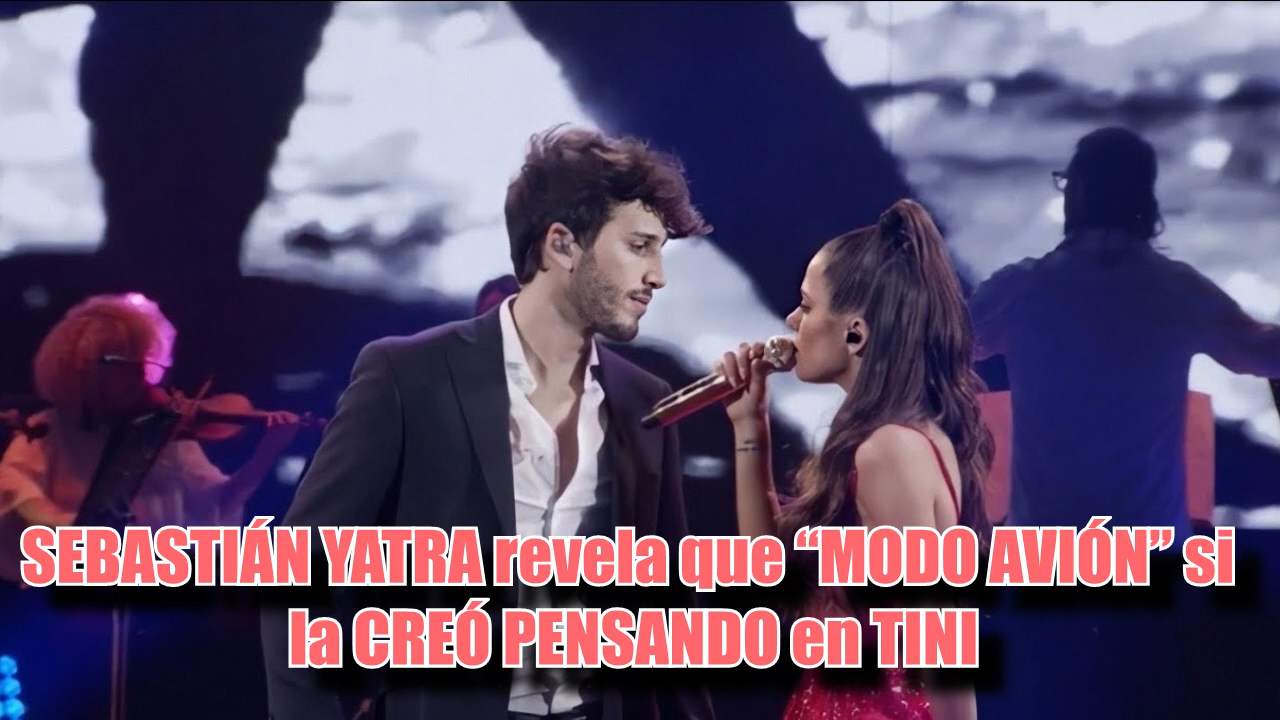 SEBASTIÁN YATRA revela que “MODO AVIÓN” si
la CREÓ PENSANDO en TINI